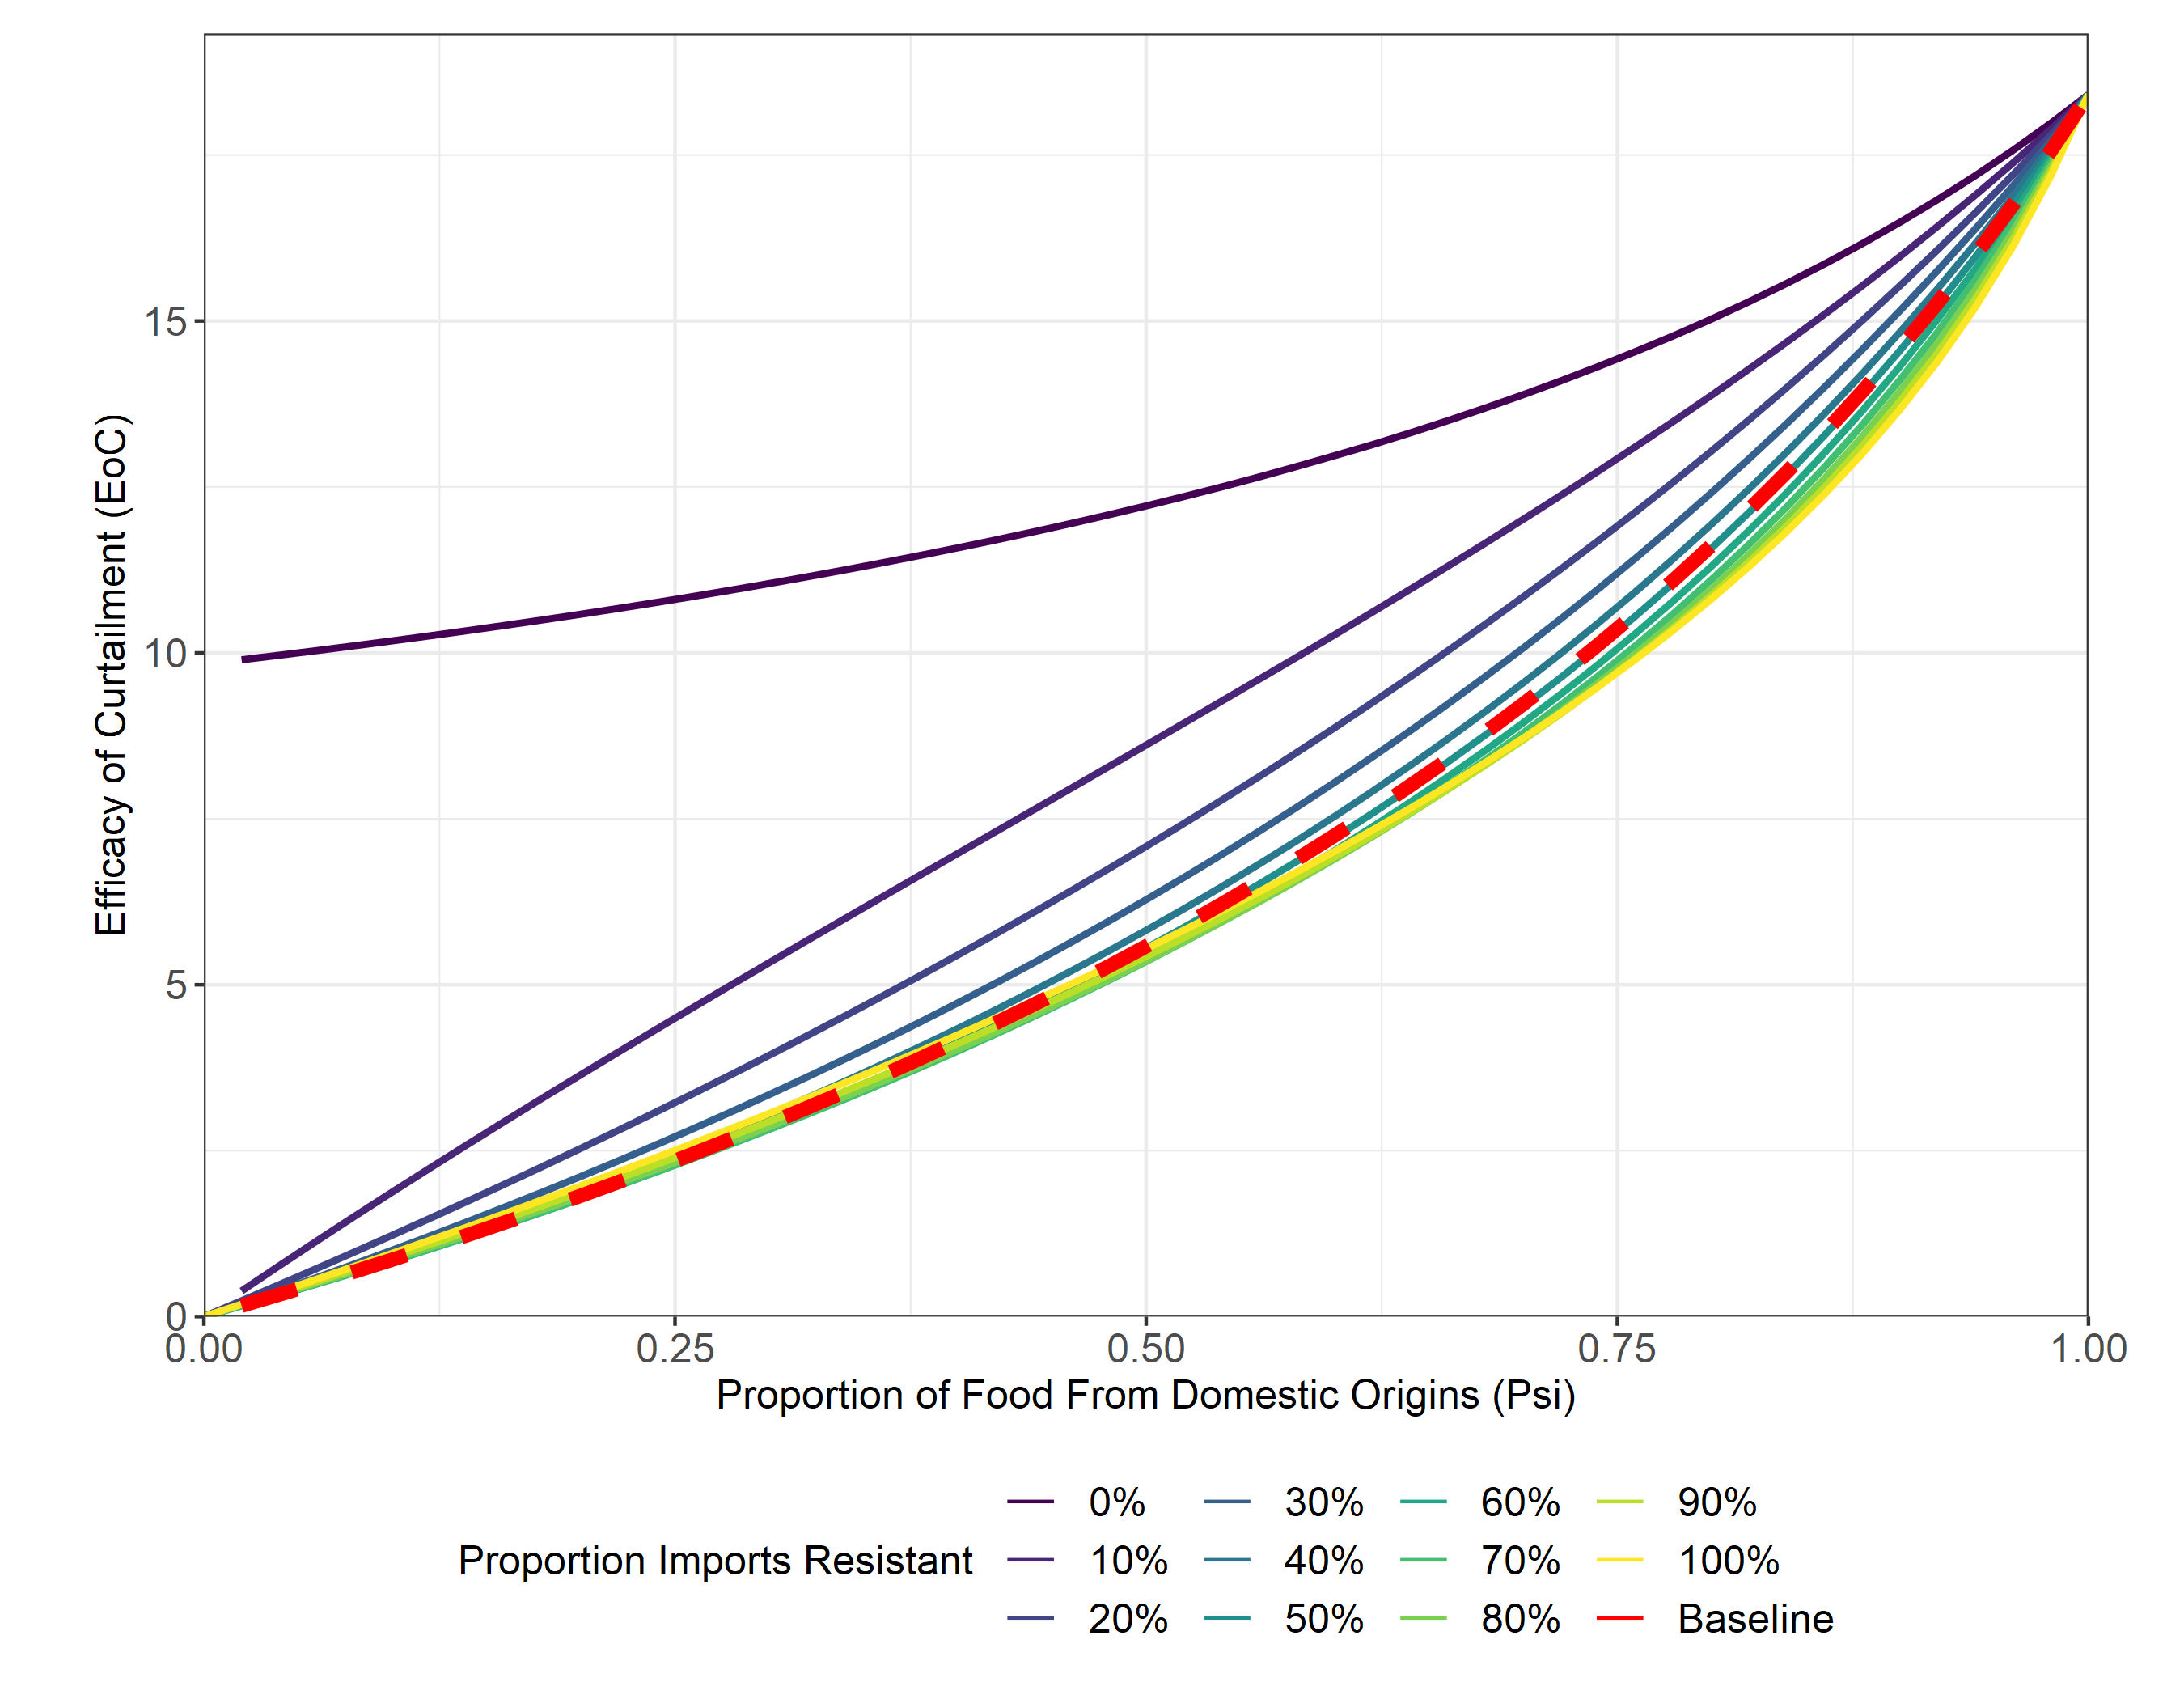 Efficacy of Curtailment (EoC)
15
10
5
0
0.00 0.25 0.50 0.75 1.00
Proportion of Food From Domestic Origins (Psi)
Proportion Imports Resistant
0% 30% 60% 90%
10% 40% 70% 100%
20% 50% 80% Baseline